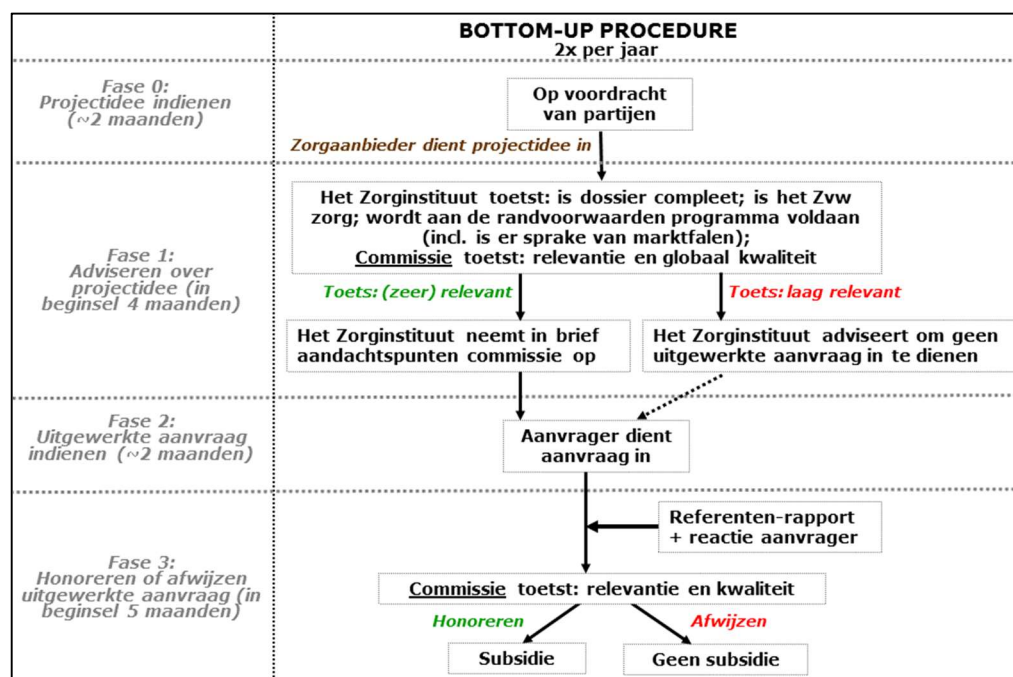 BOTTOM-UP PROCEDURE
2x per jaar
Fase 0:
Projectidee indienen
(~2 maanden)
Op voordracht
van partijen
Zorgaanbieder dient projectidee in
Fase 1:
Adviseren over
projectidee (in
beginsel 4 maanden)
Het Zorginstituut toetst: is dossier compleet; is het Zvw
zorg; wordt aan de randvoorwaarden programma voldaan
(incl. is er sprake van marktfalen);
Commissie toetst: relevantie en globaal kwaliteit
Toets: (zeer) relevant
Toets: laag relevant
Het Zorginstituut neemt in brief
aandachtspunten commissie op
Het Zorginstituut adviseert om geen
uitgewerkte aanvraag in te dienen
Fase 2:
Uitgewerkte aanvraag
indienen (~2 maanden)
Aanvrager dient
aanvraag in
Fase 3:
Honoreren of afwijzen
uitgewerkte aanvraag (in
beginsel 5 maanden)
Referenten-rapport
+ reactie aanvrager
Commissie toetst: relevantie en kwaliteit
Honoreren
Afwijzen
Subsidie
Geen subsidie